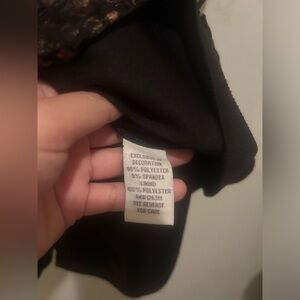 EXCLUSIVE OF
DECORATION
95% POLYESTER
5% SPANDEX
LINING
100% POLYESTER
SEE REVERSE
FOR CARE